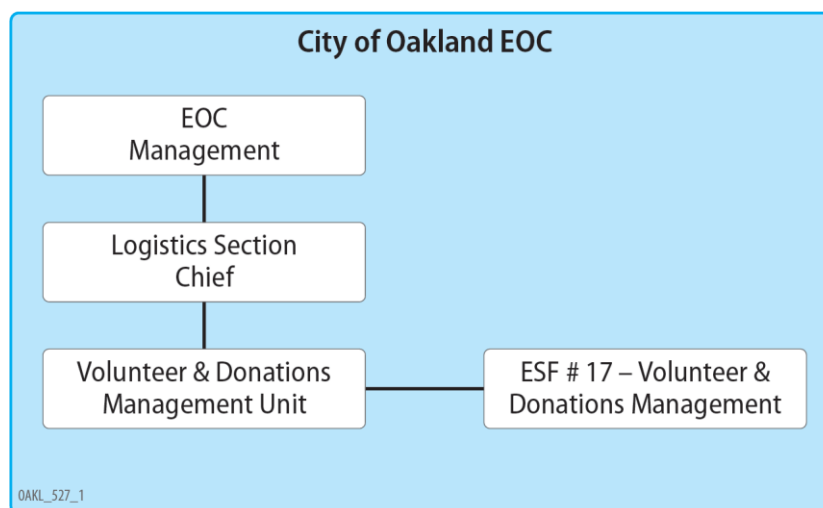 City of Oakland EOC
EOC
Management
Logistics Section
Chief
Volunteer & Donations
Management Unit
ESF # 17 – Volunteer &
Donations Management
OAKL_527_1